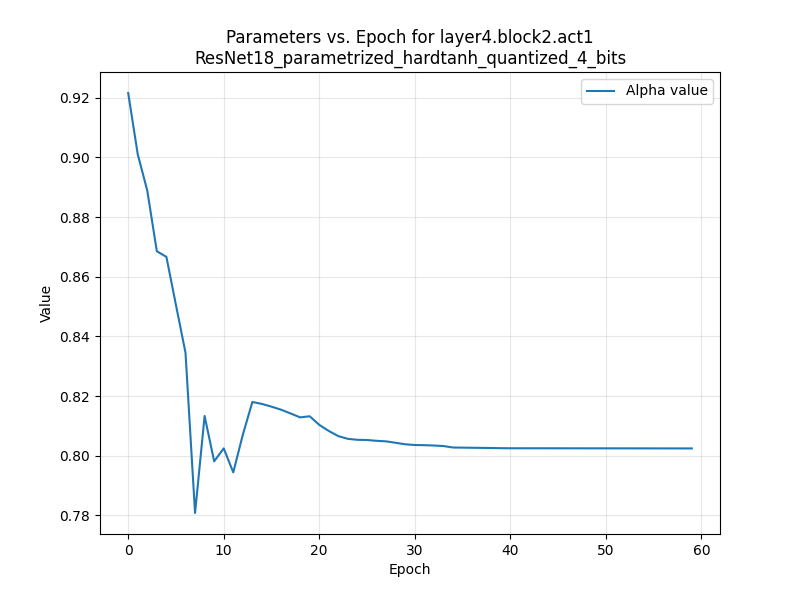 Parameters vs. Epoch for layer4.block2.act1
ResNet18_parametrized_hardtanh_quantized_4_bits
Alpha value
0.92
0.90
0.88
0.86
0.84
0.82
0.80
0.78
Value
0 10 20 30 40 50 60
Epoch